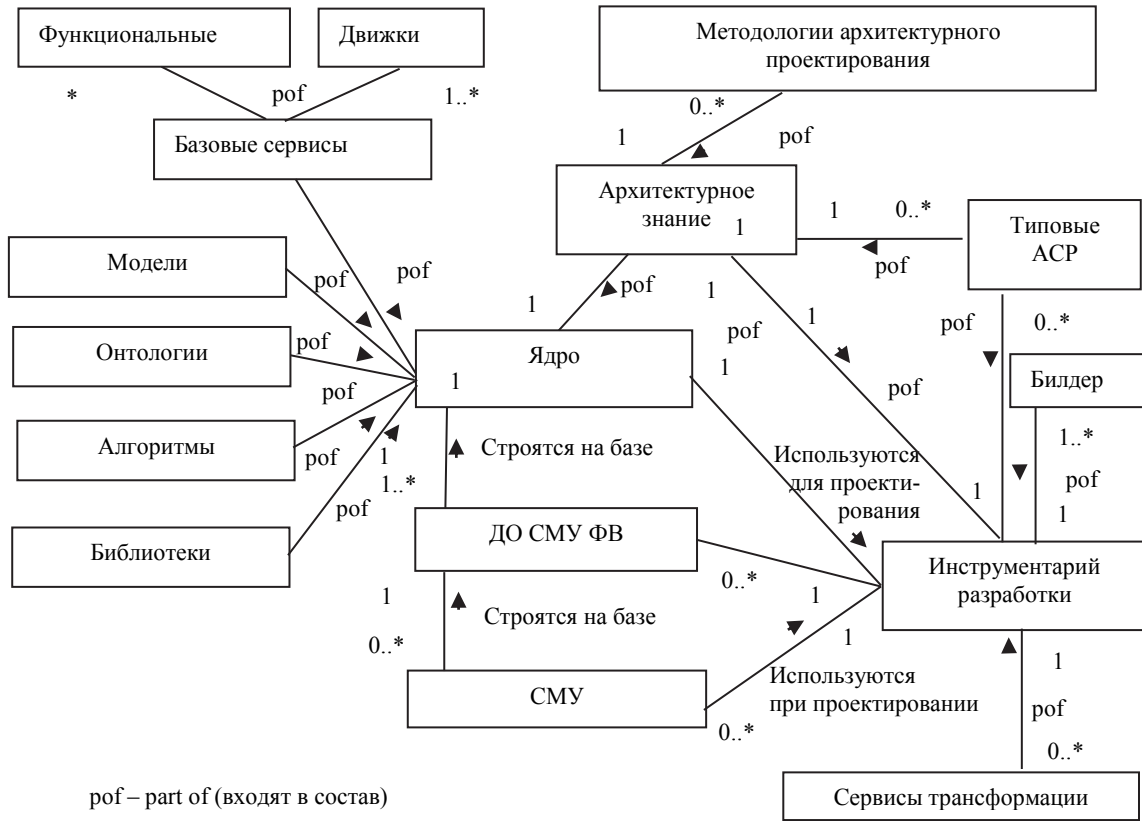 Функциональные
Движки
Методологии архитектурного
проектирования
*
pof
1..*
0..*
1
pof
Базовые сервисы
Архитектурное
знание
1
1
0..*
Типовые
АСР
pof
Модели
pof
pof
pof
1
1
1
pof
0..*
Онтологии
pof
Ядро
pof
1
pof
Билдер
1
Алгоритмы
pof
pof
1
Строятся на базе
Используются
для проекти-
рования
1..*
1..*
pof
pof
1
1
Библиотеки
ДО СМУ ФВ
Инструментарий
разработки
0..*
1
1
Строятся на базе
1
0..*
1
СМУ
Используются
при проектировании
0..*
pof
0..*
pof – part of (входят в состав)
Сервисы трансформации